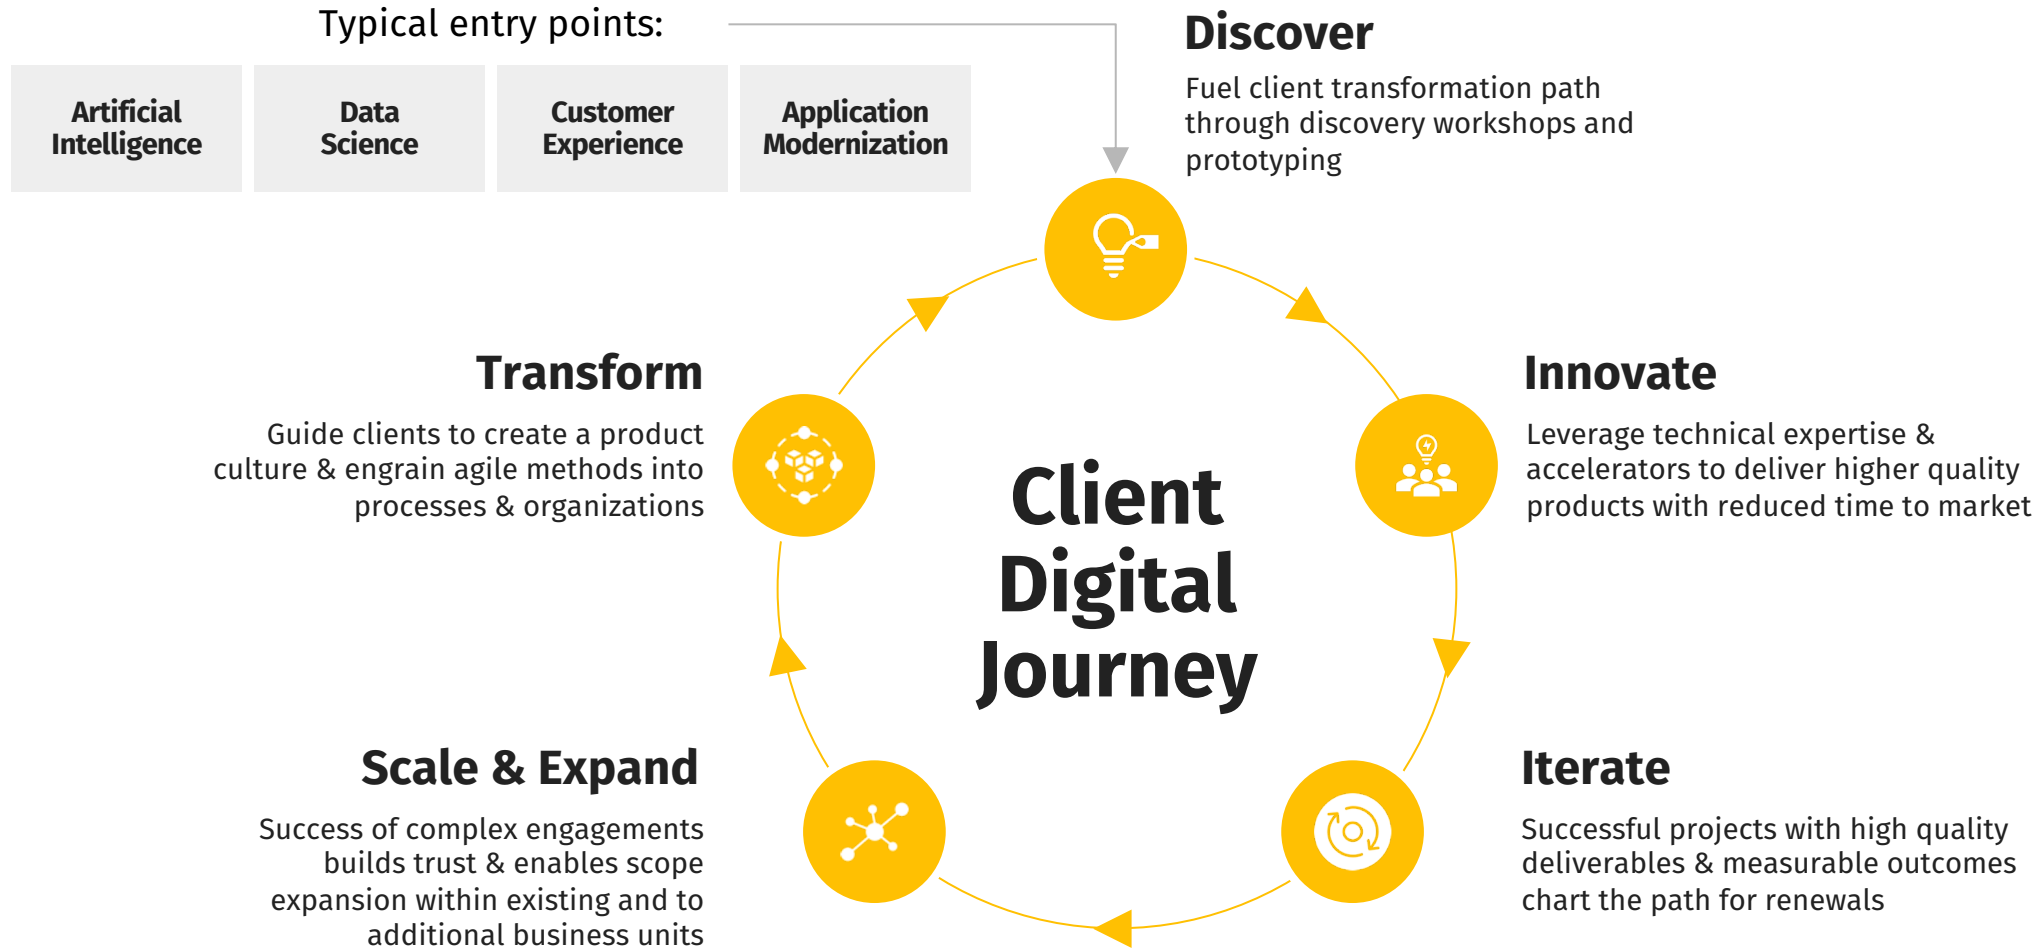 Typical entry points:
Artificial
Intelligence
Data
Science
Customer
Experience
Application
Modernization
Discover
Fuel client transformation path
through discovery workshops and
prototyping
Innovate
Leverage technical expertise &
accelerators to deliver higher quality
products with reduced time to market
Iterate
Successful projects with high quality
deliverables & measurable outcomes
chart the path for renewals
Scale & Expand
Success of complex engagements
builds trust & enables scope
expansion within existing and to
additional business units
Transform
Guide clients to create a product
culture & engrain agile methods into
processes & organizations
Client
Digital
Journey